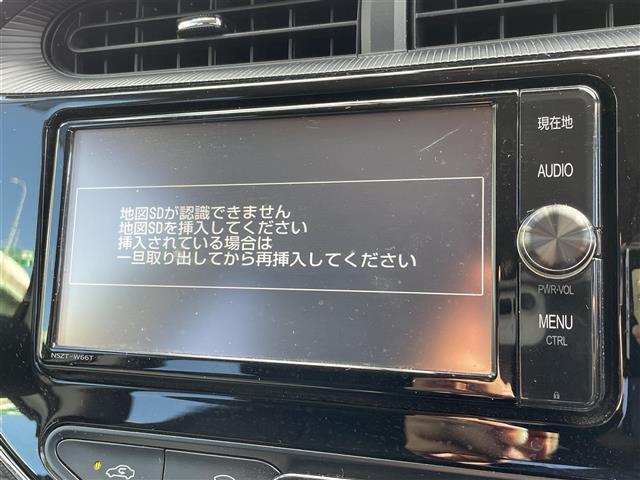 地図SDが認識できません
地図SDを挿入してください
挿入されている場合は
一旦取り出してから再挿入してください
NSZT-W66T
現在地
AUDIO
PWR·VOL
MENU
CTRL